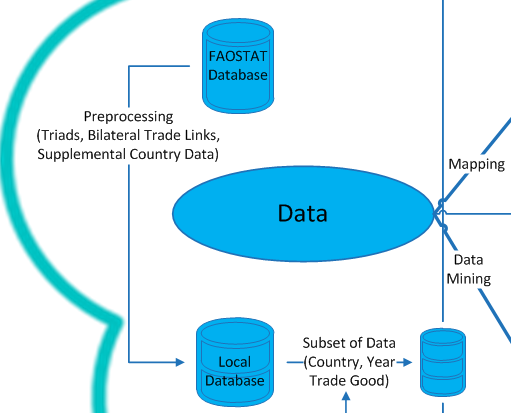 FAOSTAT
Database
Preprocessing
(Triads, Bilateral Trade Links,
Supplemental Country Data)
Mapping
Data
Data
Mining
Local
Database
Subset of Data
(Country, Year
Trade Good)